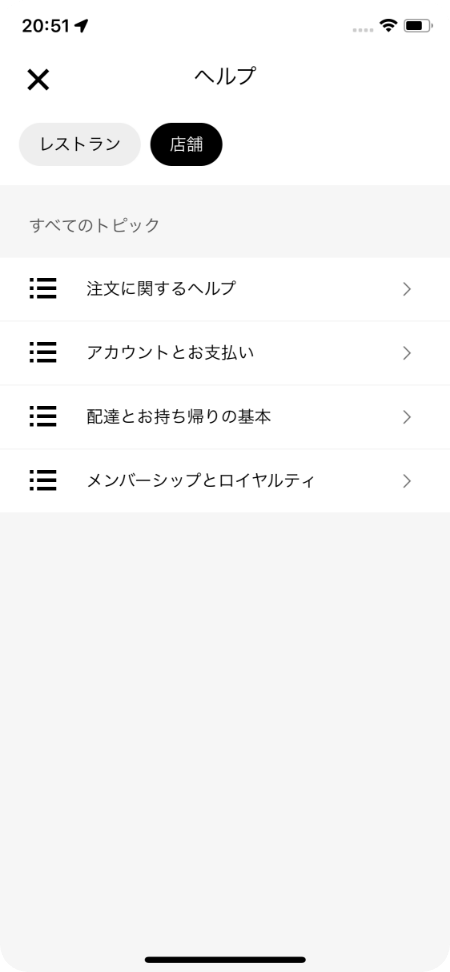 20:51
ヘルプ
レストラン
店舗
すべてのトピック
注文に関するヘルプ
アカウントとお支払い
配達とお持ち帰りの基本
メンバーシップとロイヤルティ